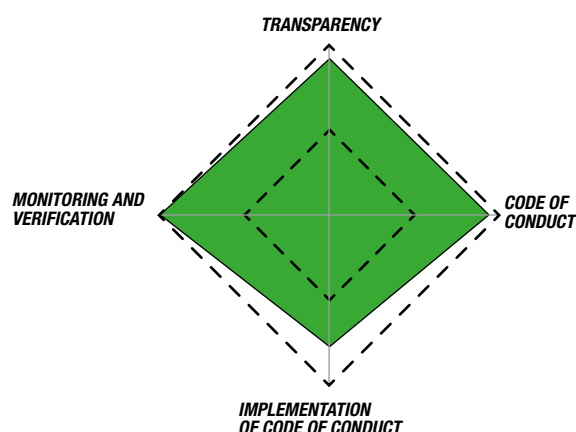 TRANSPARENCY
MONITORING AND
VERIFICATION
CODE OF
CONDUCT
IMPLEMENTATION
OF CODE OF CONDUCT